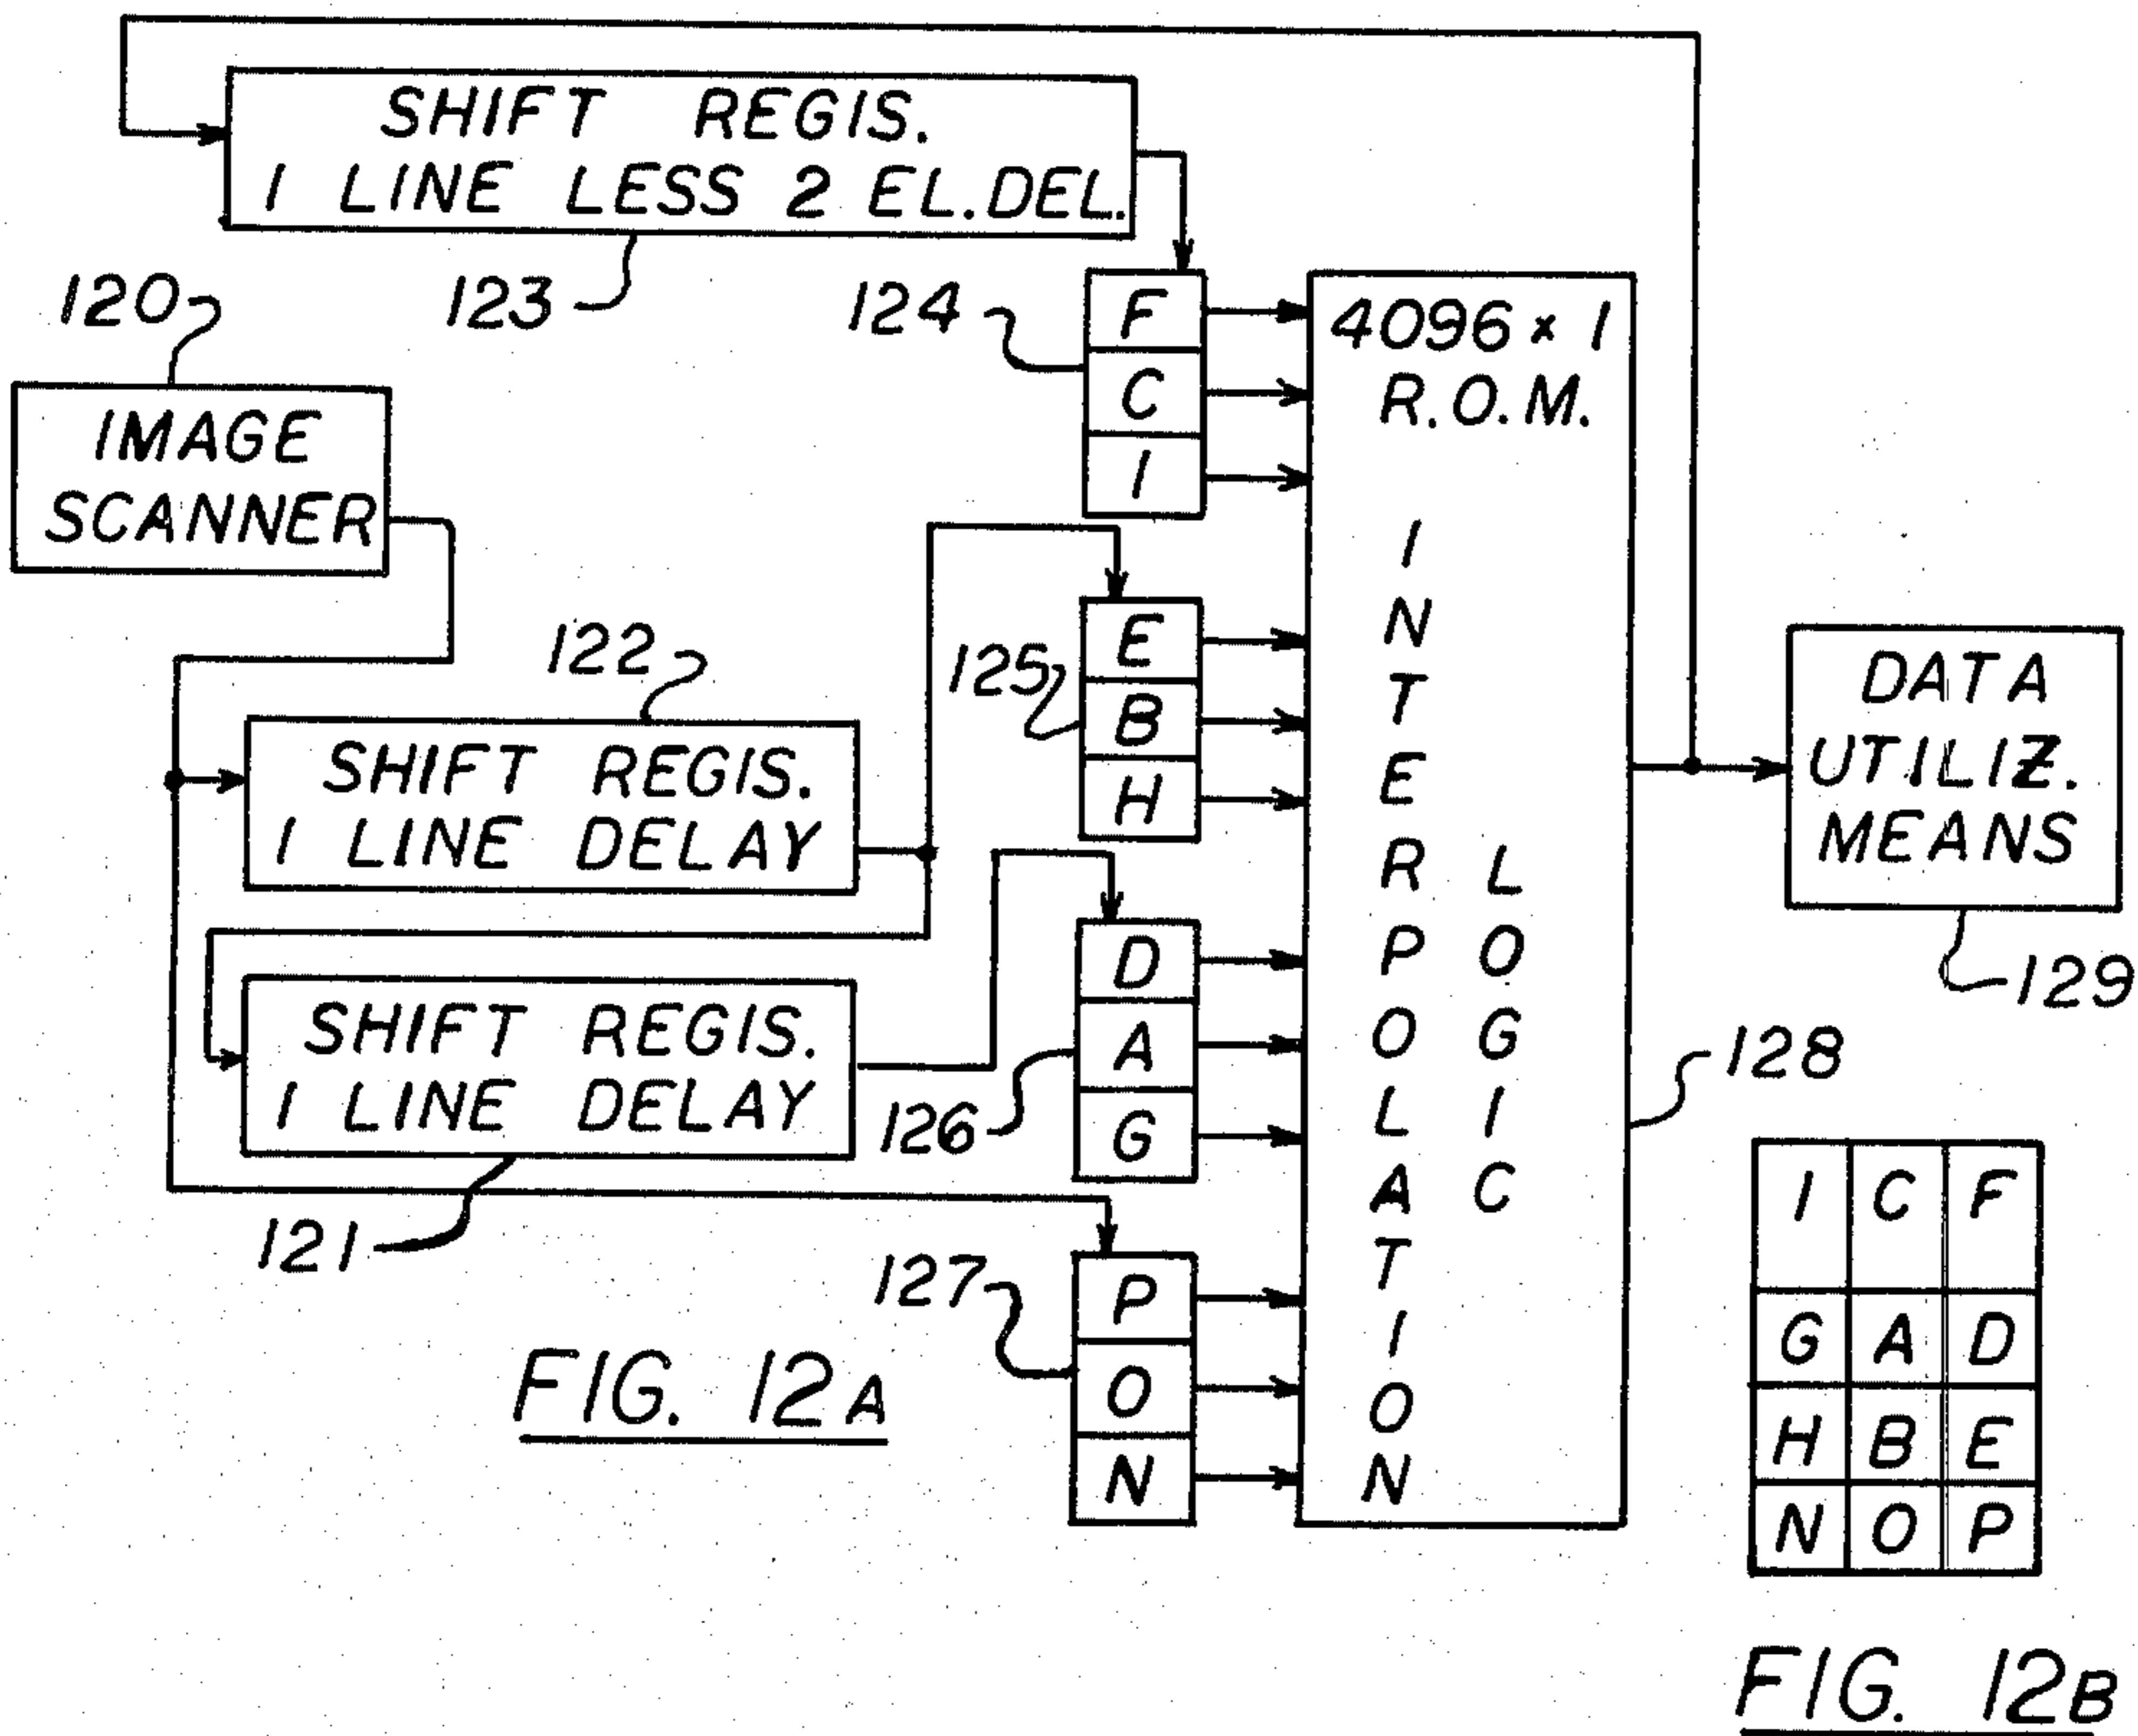 SHIFT REGIS.
1 LINE LESS 2 EL.DEL.
120
123
124
F
C
I
4096 x 1
R.O.M.
INTERPOLATION
LOGIC
IMAGE
SCANNER
122
125
E
B
H
DATA
UTILIZ.
MEANS
SHIFT REGIS.
1 LINE DELAY
129
D
A
G
SHIFT REGIS.
1 LINE DELAY
126
128
121
127
P
O
N
I C F
G A D
H B E
N O P
FIG. 12A
FIG. 12B